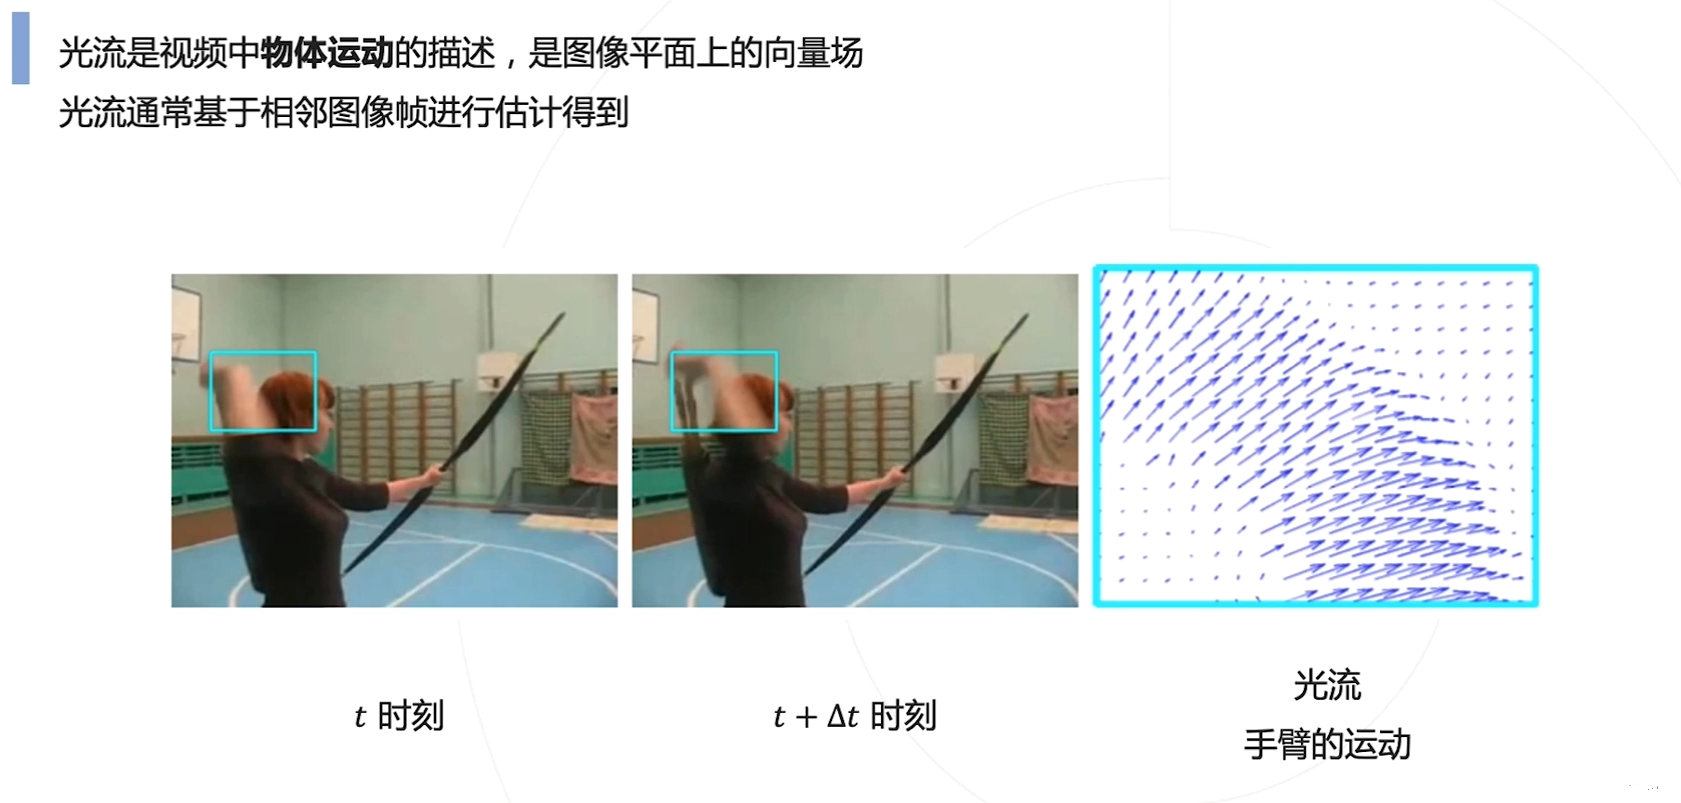 光流是视频中物体运动的描述，是图像平面上的向量场
光流通常基于相邻图像帧进行估计得到
t 时刻
t + Δt 时刻
光流
手臂的运动